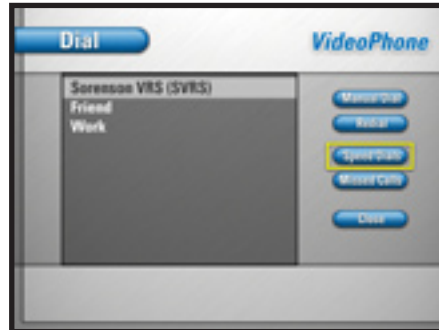 Dial
VideoPhone
Sorenson VRS (SVRS)
Friend
Work
Manual Dial
Redial
Speed Dials
Missed Calls
Close